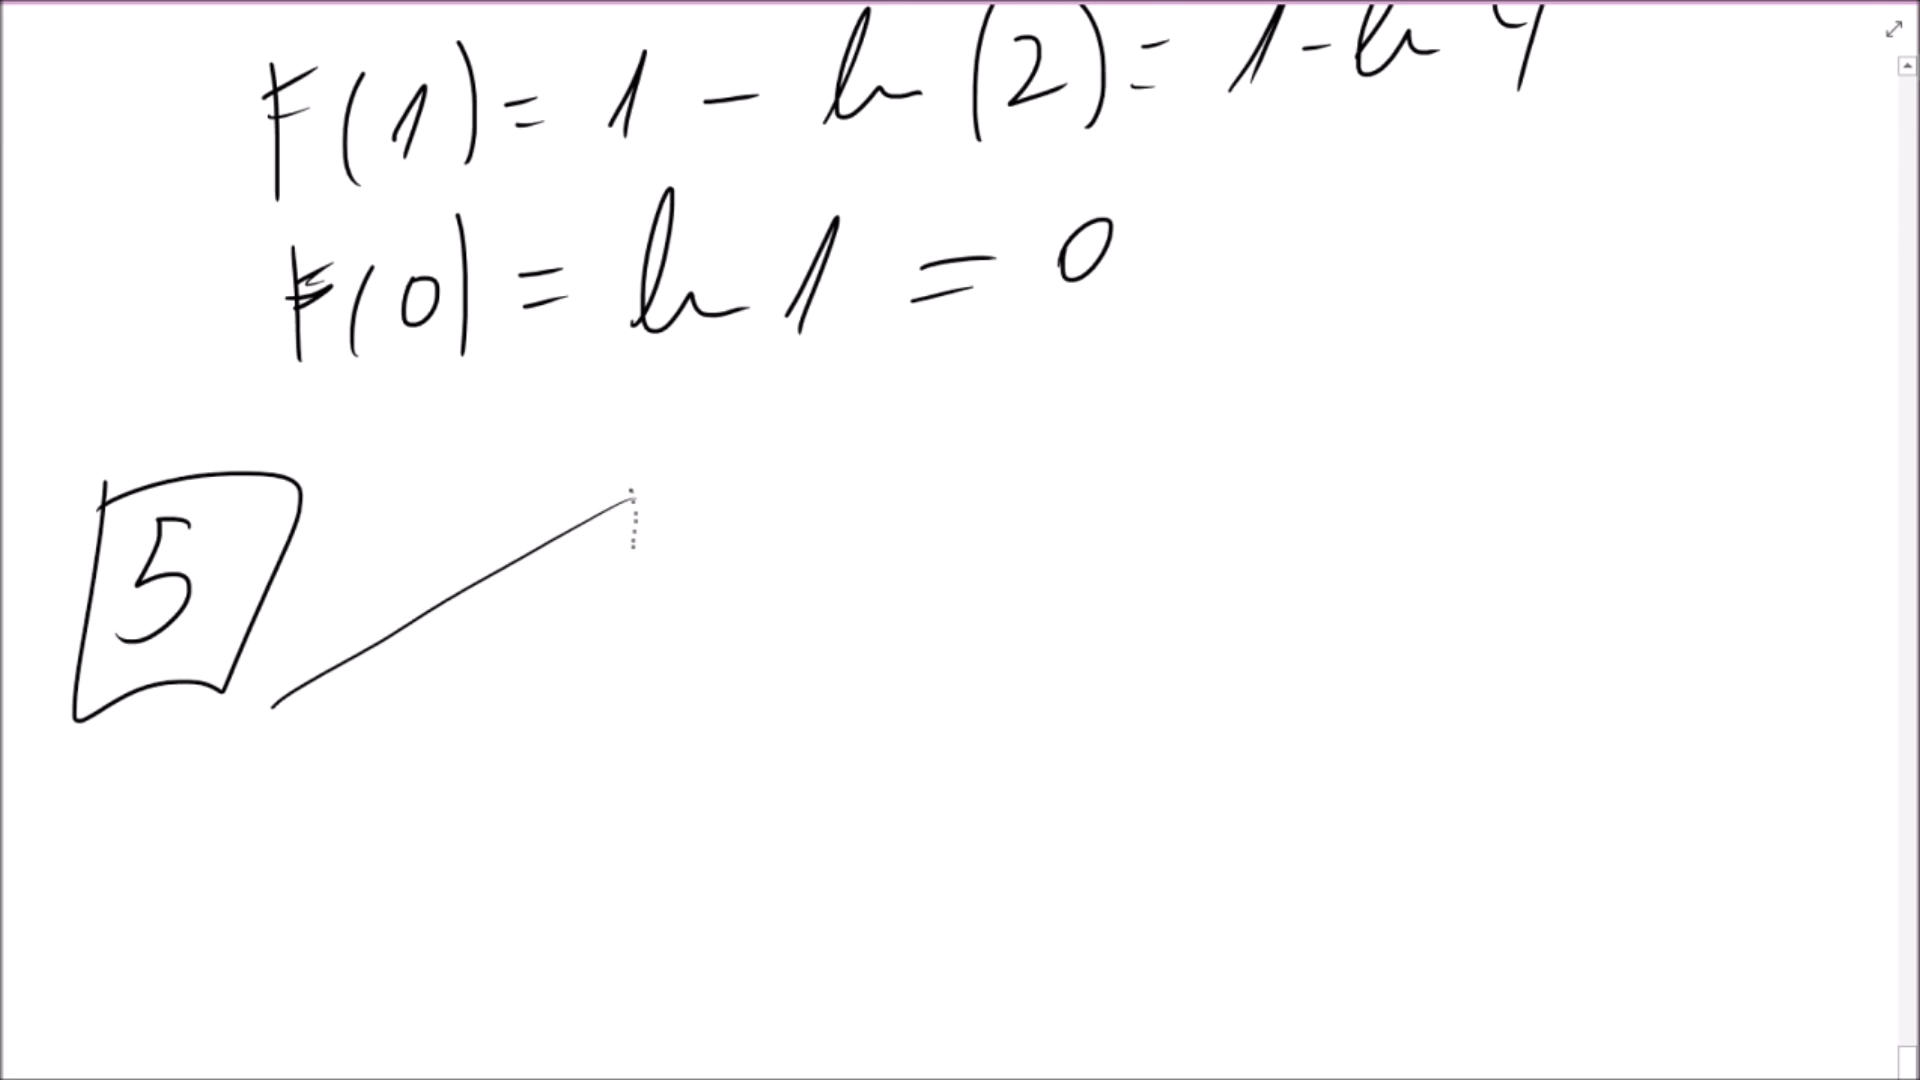 F(1) = 1 - ln(2) = 1 - ln 4
F(0) = ln 1 = 0
5